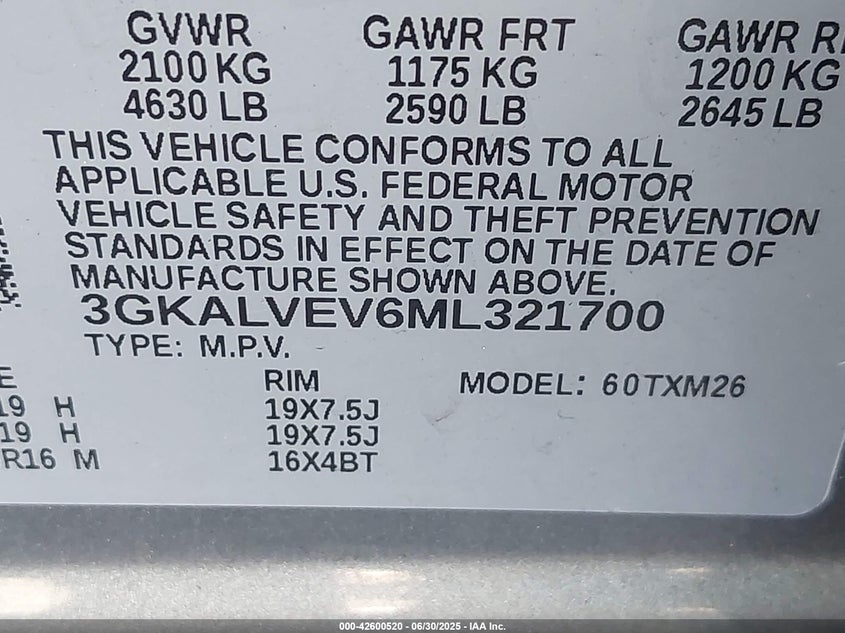 GVWR GAWR FRT GAWR
2100 KG 1175 KG 1200 KG
4630 LB 2590 LB 2645 LB
THIS VEHICLE CONFORMS TO ALL
APPLICABLE U.S. FEDERAL MOTOR
VEHICLE SAFETY AND THEFT PREVENTION
STANDARDS IN EFFECT ON THE DATE OF
MANUFACTURE SHOWN ABOVE.
3GKALVEV6ML321700
TYPE: M.P.V.
E RIM MODEL: 60TXM26
19 H 19X7.5J
19 H 19X7.5J
R16 M 16X4BT
000-42600520 - 06/30/2025 - IAA Inc.